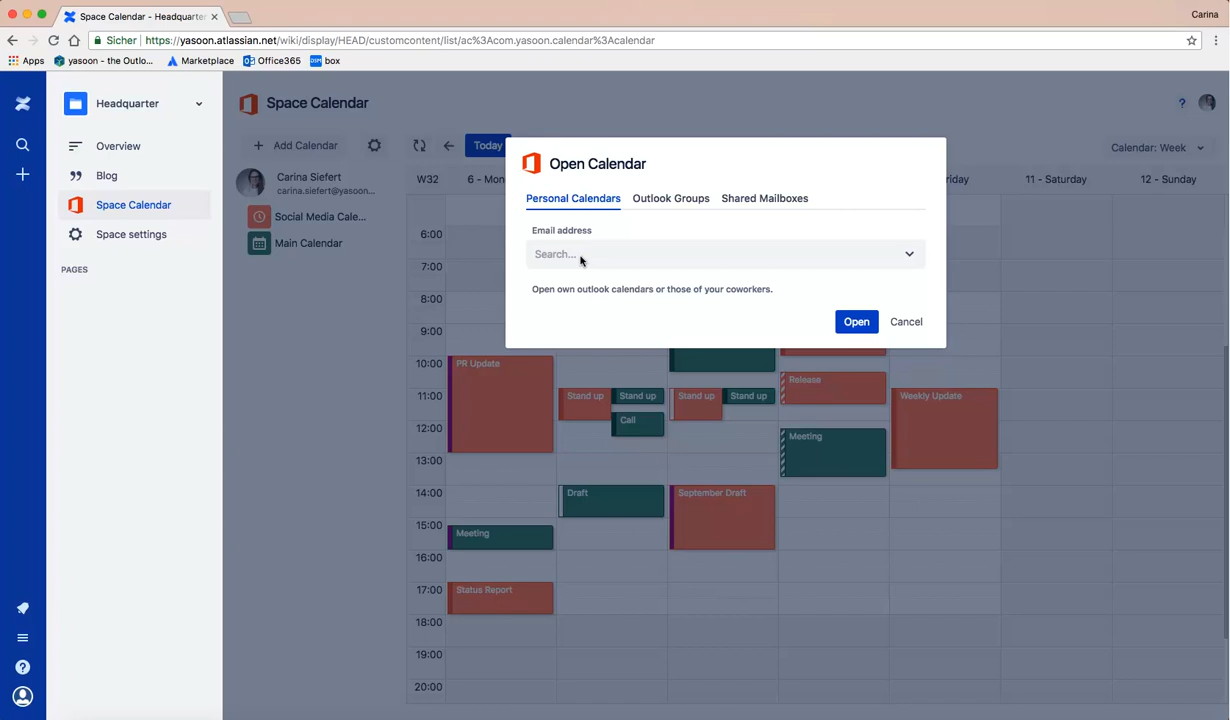 Space Calendar - Headquarter
Carina
Sicher
https://yasoon.atlassian.net/wiki/display/HEAD/customcontent/list/ac%3Acom.yasoon.calendar%3Acalendar
Apps
yasoon - the Outlo...
Marketplace
Office365
box
Headquarter
Overview
Blog
Space Calendar
Space settings
PAGES
Space Calendar
Add Calendar
Today
Calendar: Week
Carina Siefert
carina.siefert@yasoon...
Social Media Cale...
Main Calendar
W32
6 - Mon
riday
11 - Saturday
12 - Sunday
Open Calendar
Personal Calendars
Outlook Groups
Shared Mailboxes
Email address
Search...
Open own outlook calendars or those of your coworkers.
Open
Cancel
6:00
7:00
8:00
9:00
10:00
11:00
12:00
13:00
14:00
15:00
16:00
17:00
18:00
19:00
20:00
PR Update
Meeting
Status Report
Stand up
Stand up
Call
Draft
Stand up
Stand up
September Draft
Release
Meeting
Weekly Update